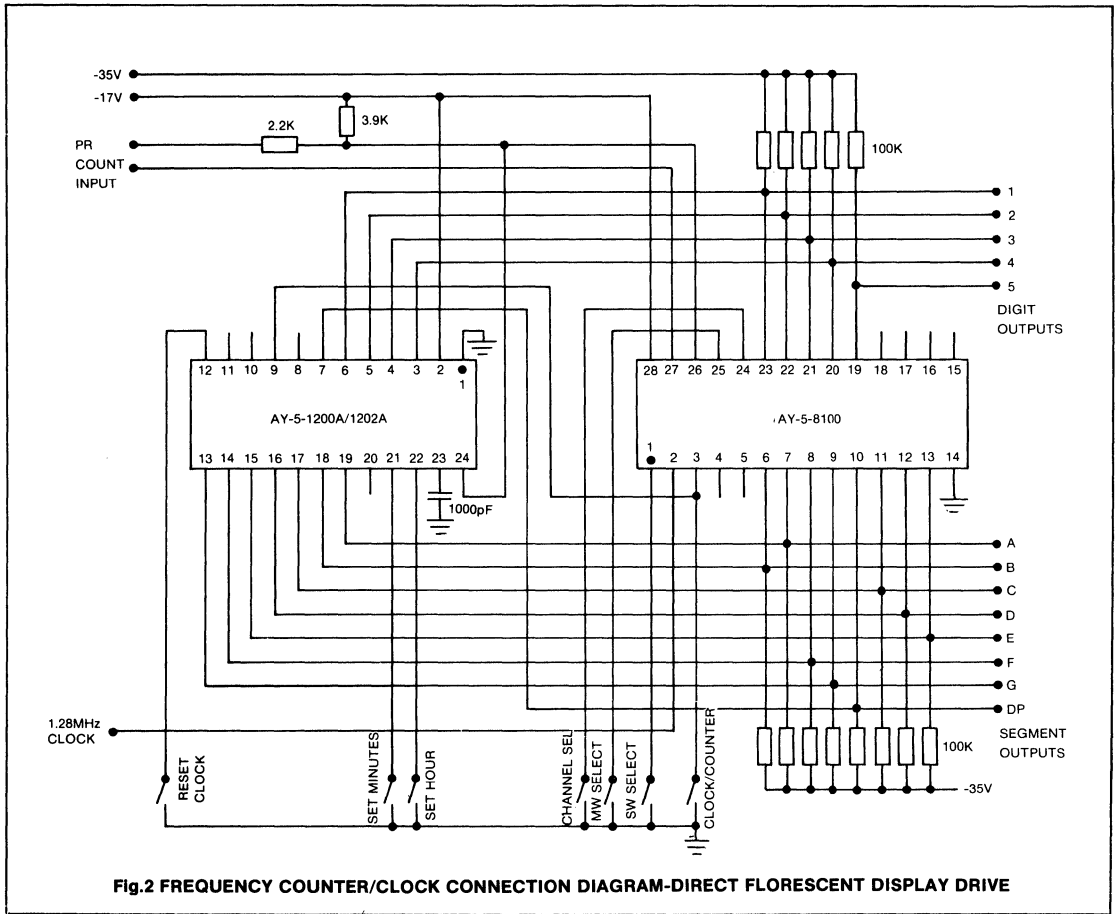 -35V
-17V
3.9K
2.2K
PR
COUNT
INPUT
100K
1
2
3
4
5
DIGIT
OUTPUTS
12 11 10 9 8 7 6 5 4 3 2 1
AY-5-1200A/1202A
13 14 15 16 17 18 19 20 21 22 23 24
1000pF
28 27 26 25 24 23 22 21 20 19 18 17 16 15
AY-5-8100
1 2 3 4 5 6 7 8 9 10 11 12 13 14
A
B
C
D
E
F
G
DP
SEGMENT
OUTPUTS
1.28MHz
CLOCK
100K
-35V
RESET
CLOCK
SET MINUTES
SET HOUR
CHANNEL SEL
MW SELECT
SW SELECT
CLOCK/COUNTER
Fig.2 FREQUENCY COUNTER/CLOCK CONNECTION DIAGRAM-DIRECT FLORESCENT DISPLAY DRIVE